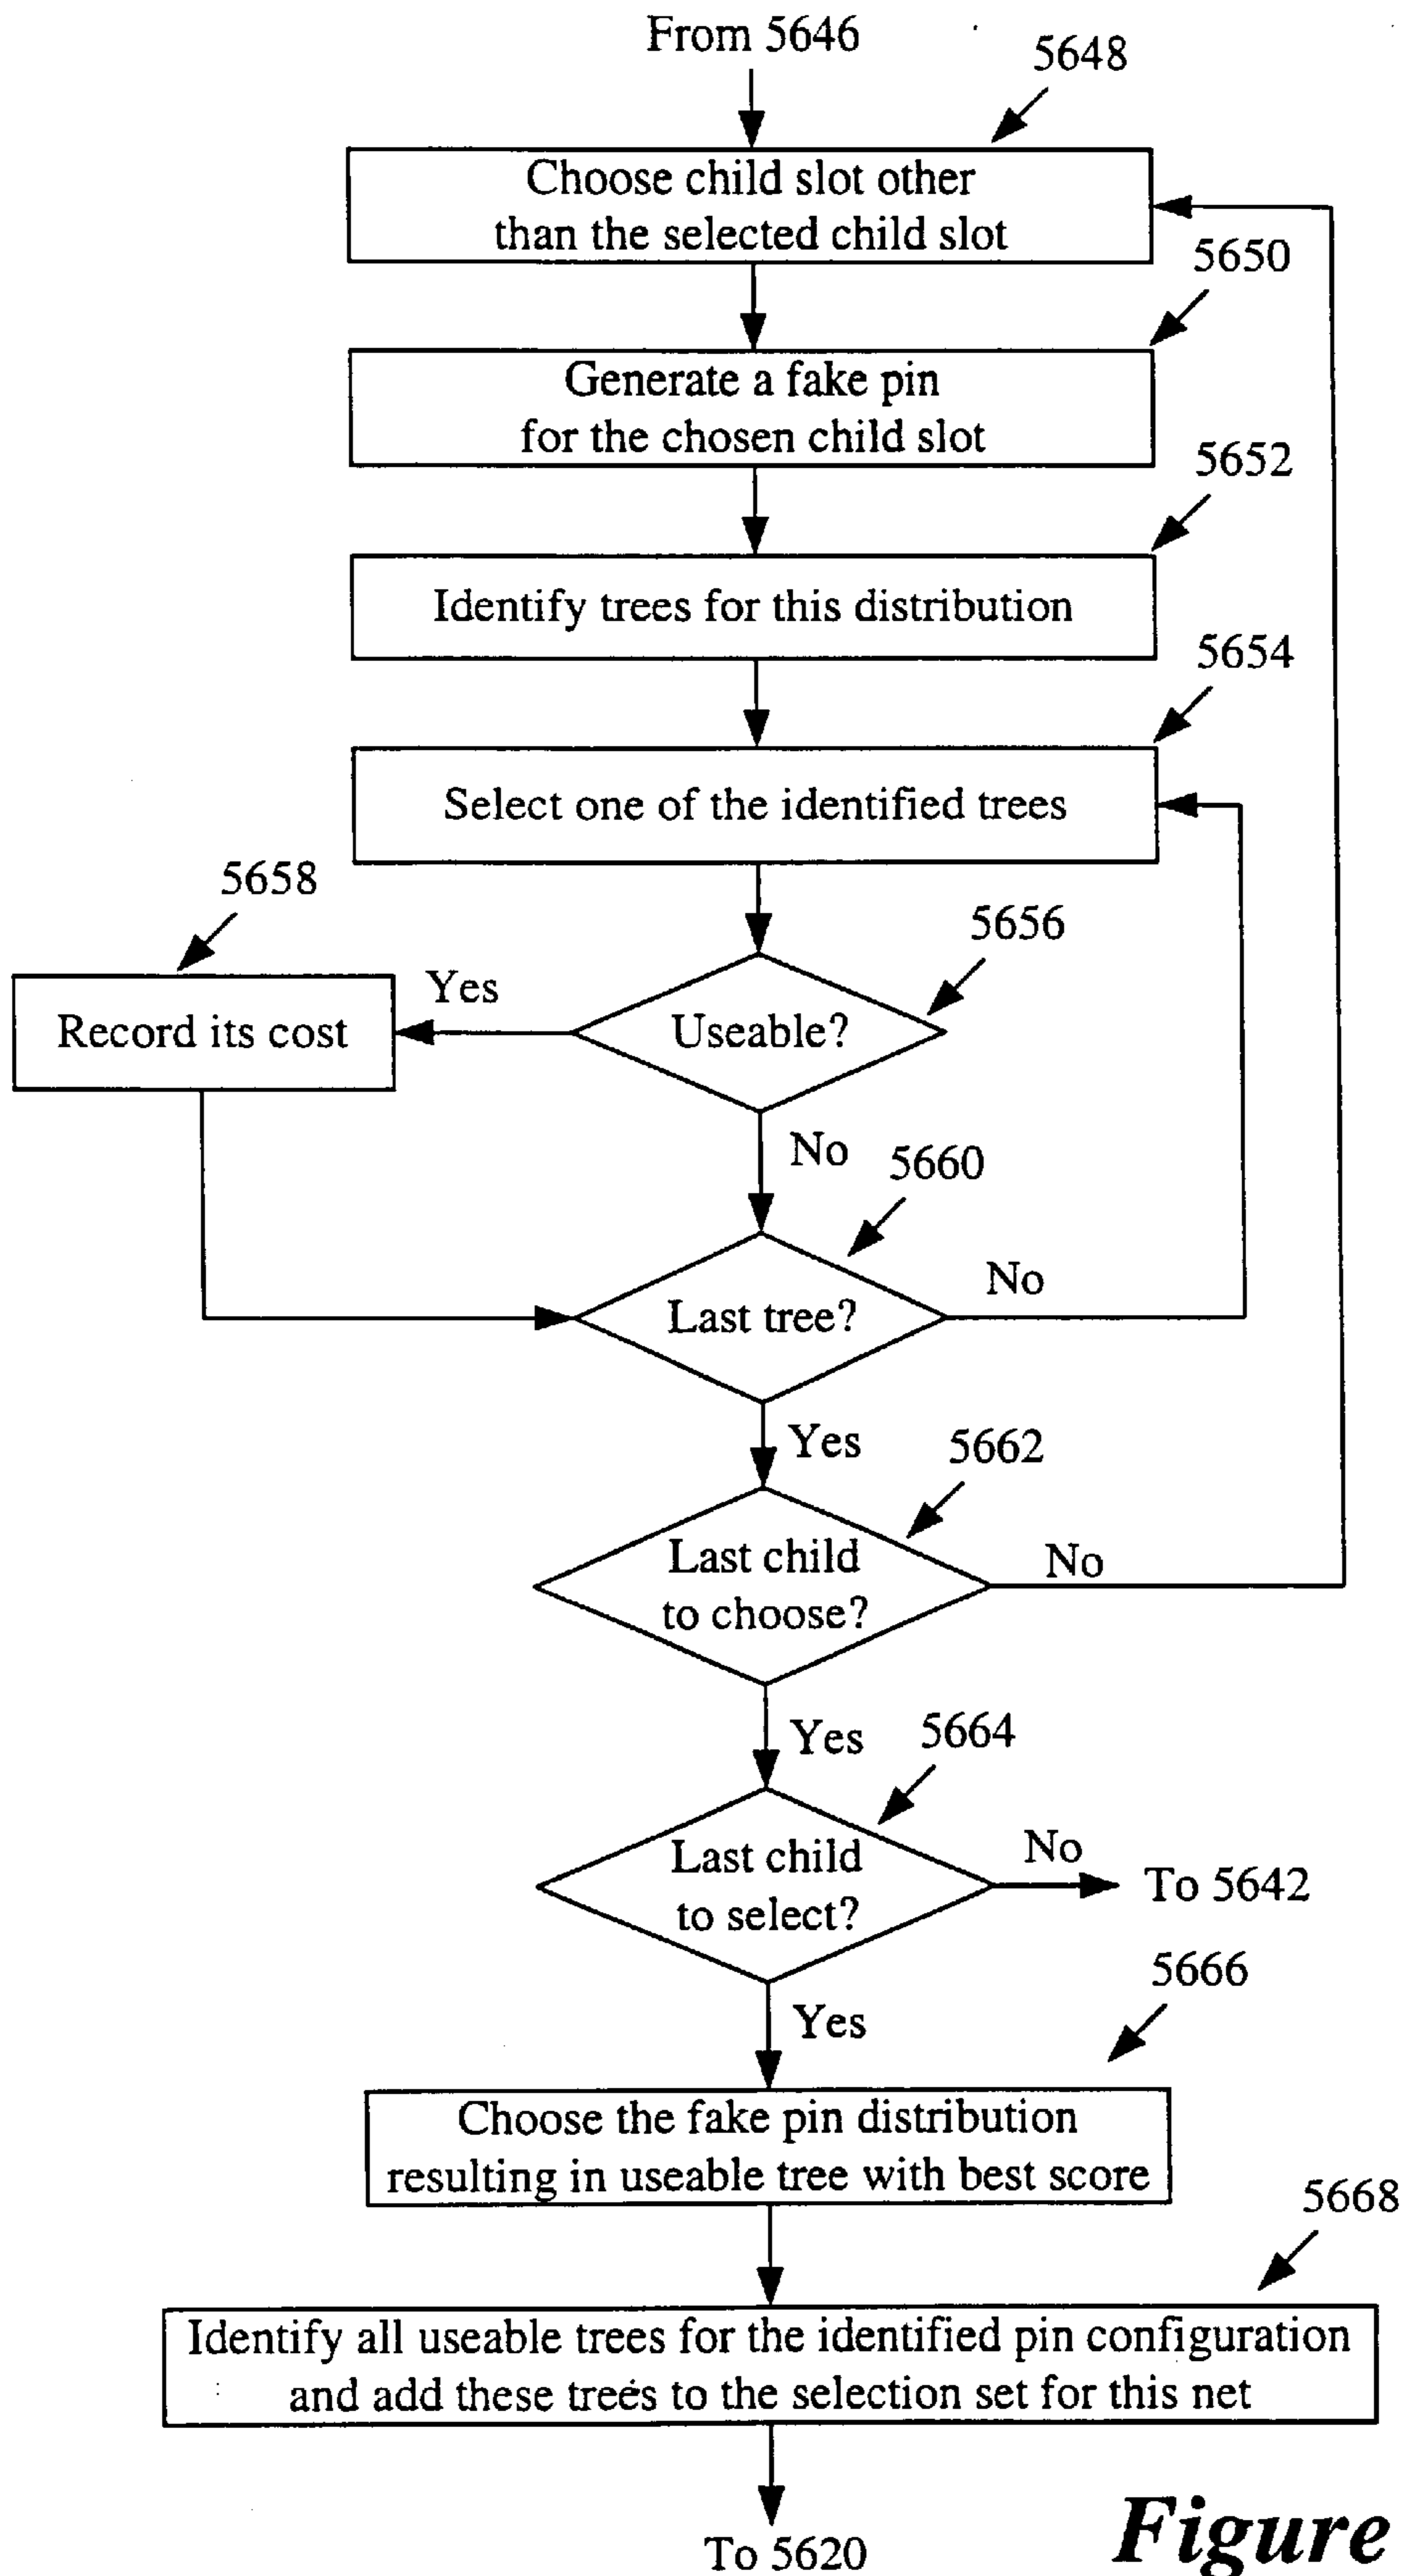 From 5646
5648
Choose child slot other
than the selected child slot
5650
Generate a fake pin
for the chosen child slot
5652
Identify trees for this distribution
5654
Select one of the identified trees
5658
5656
Yes
Record its cost
Useable?
No
5660
Last tree?
No
Yes
5662
Last child
to choose?
No
Yes
5664
Last child
to select?
No
To 5642
5666
Yes
Choose the fake pin distribution
resulting in useable tree with best score
5668
Identify all useable trees for the identified pin configuration
and add these trees to the selection set for this net
To 5620
Figure